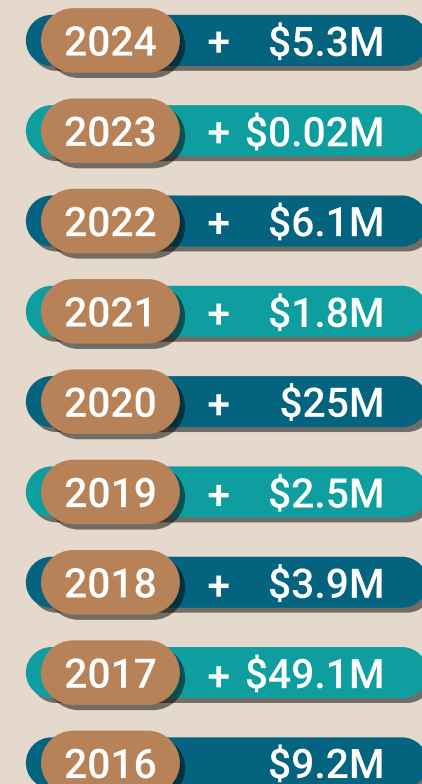 2024 + $5.3M
2023 + $0.02M
2022 + $6.1M
2021 + $1.8M
2020 + $25M
2019 + $2.5M
2018 + $3.9M
2017 + $49.1M
2016 $9.2M